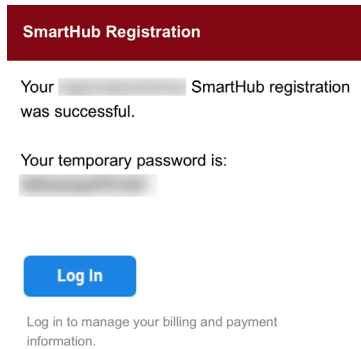 SmartHub Registration
Your SmartHub registration
was successful.
Your temporary password is:
Log In
Log in to manage your billing and payment
information.